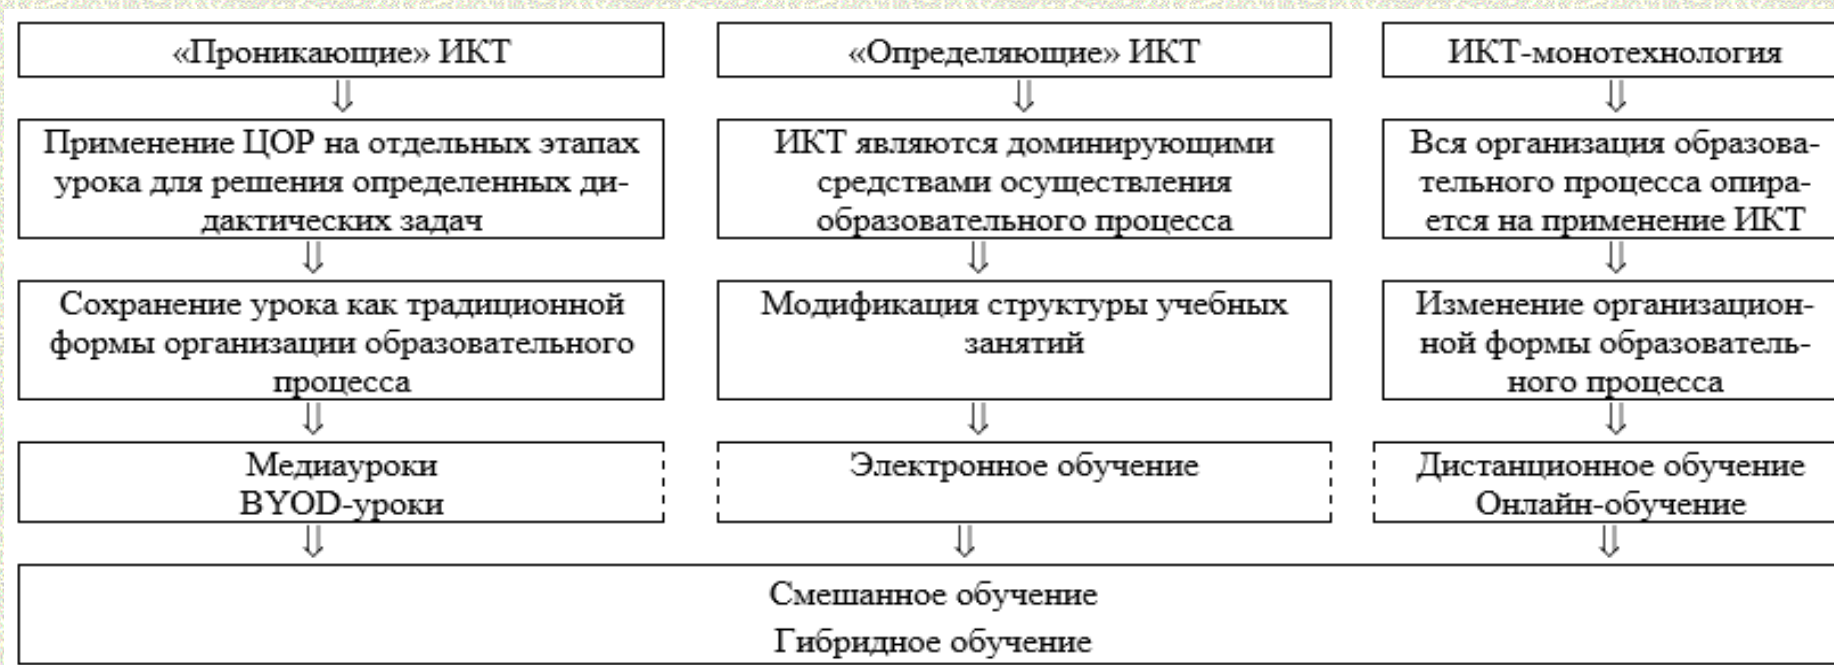 «Проникающие» ИКТ
«Определяющие» ИКТ
ИКТ-монотехнология
Применение ЦОР на отдельных этапах
урока для решения определенных ди-
дактических задач
ИКТ являются доминирующими
средствами осуществления
образовательного процесса
Вся организация образова-
тельного процесса опира-
ется на применение ИКТ
Сохранение урока как традиционной
формы организации образовательного
процесса
Модификация структуры учебных
занятий
Изменение организацион-
ной формы образователь-
ного процесса
Медиауроки
BYOD-уроки
Электронное обучение
Дистанционное обучение
Онлайн-обучение
Смешанное обучение
Гибридное обучение